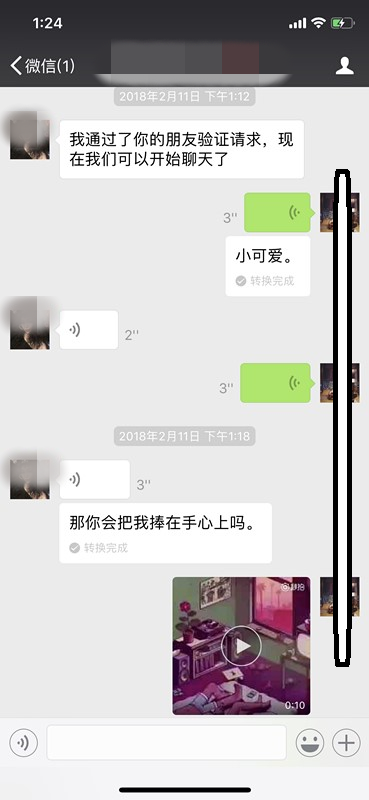 1:24
微信(1)
2018年2月11日 下午1:12
我通过了你的朋友验证请求，现
在我们可以开始聊天了
3''
小可爱。
转换完成
2''
3''
2018年2月11日 下午1:18
3''
那你会把我捧在手心上吗。
转换完成
0:10